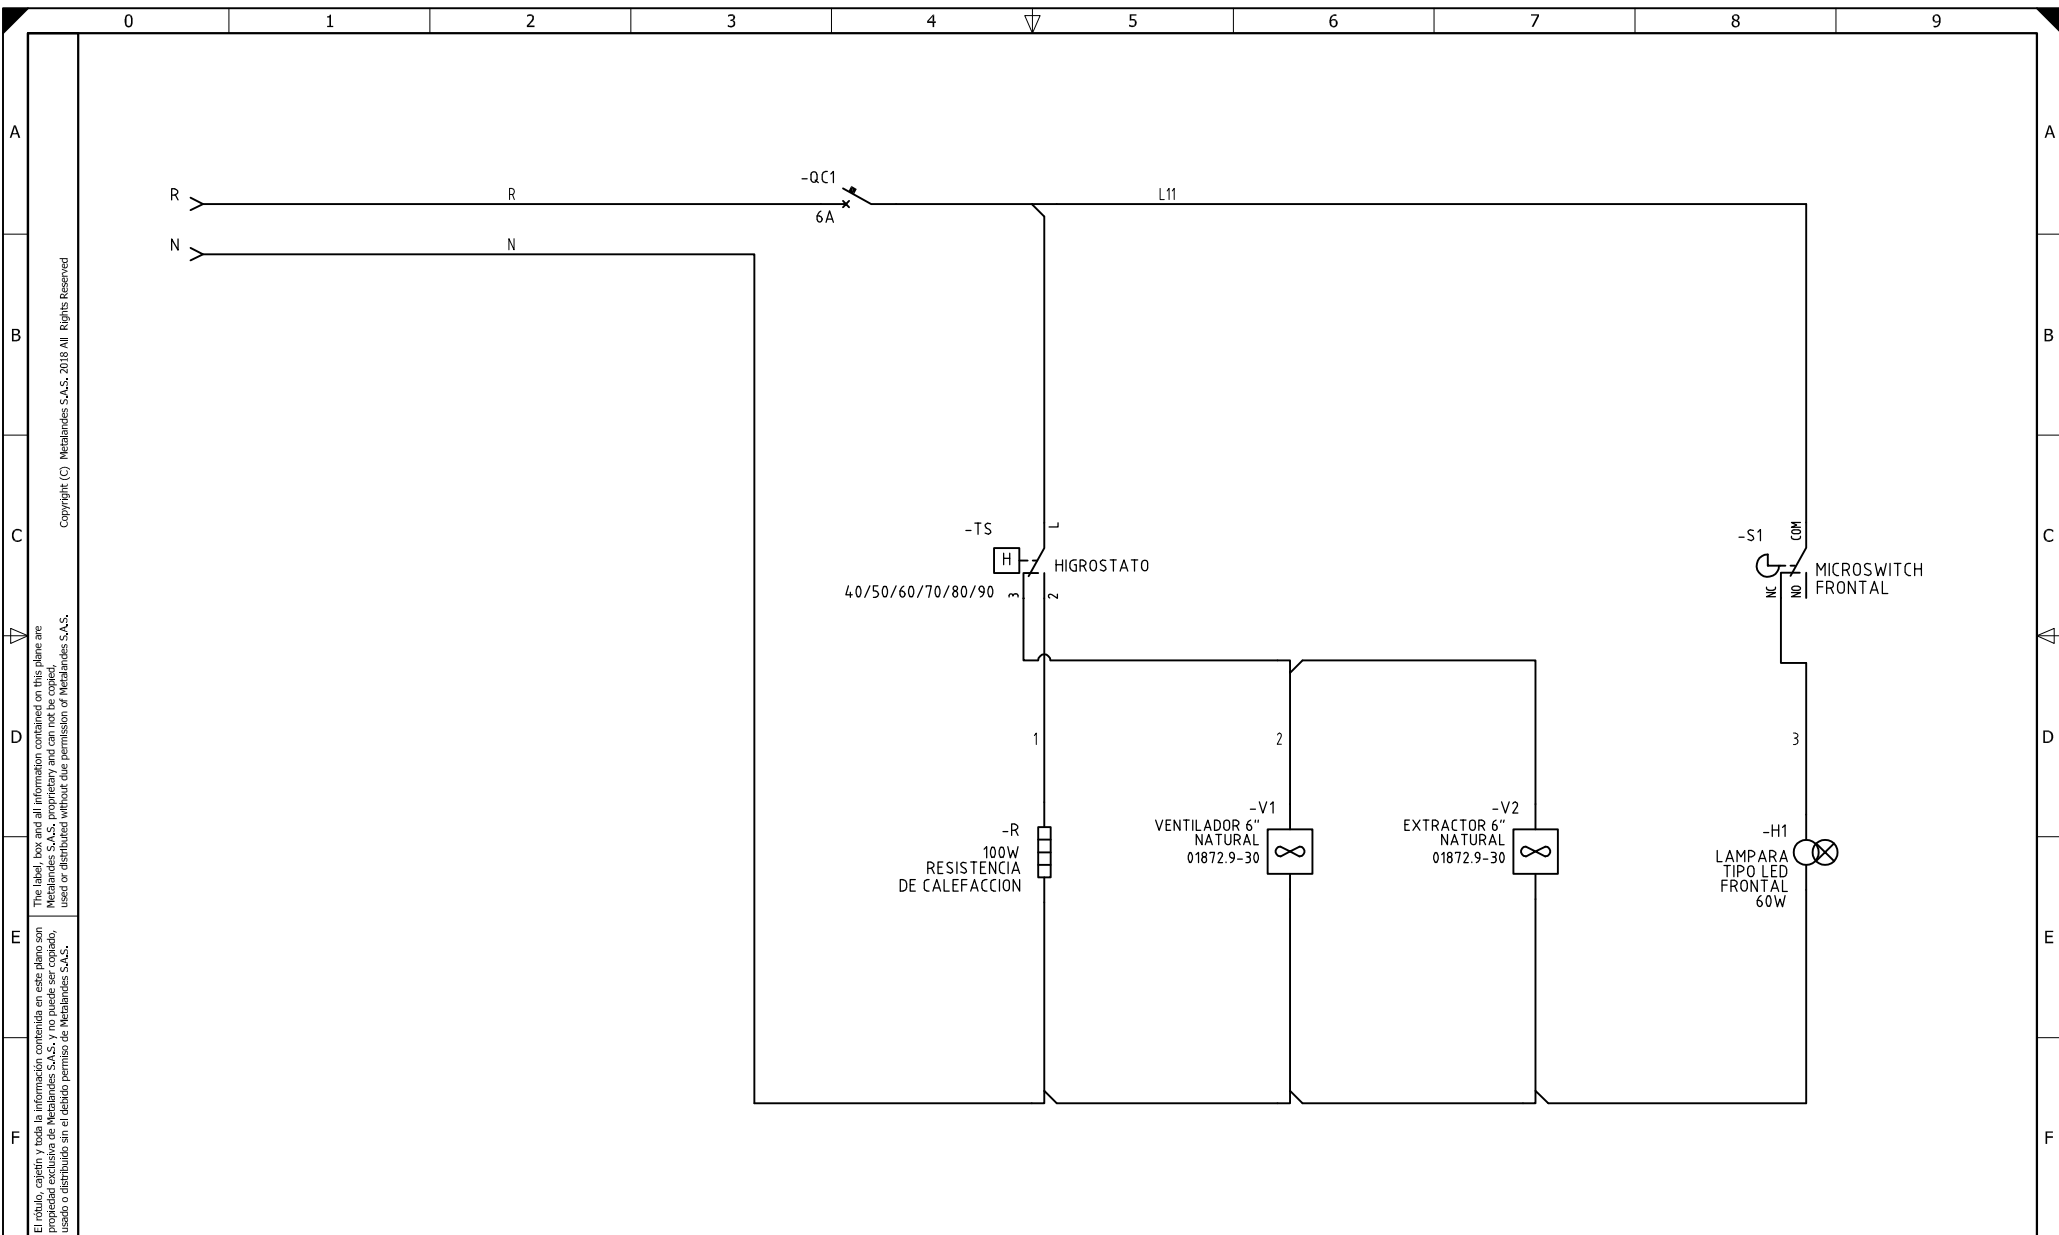 0 1 2 3 4 5 6 7 8 9
A A
-QC1
R R L11
6A
N N
B B
Copyright (C) Metalandes S.A.S. 2018 All Rights Reserved
-TS L
-S1 COM
C C
H HIGROSTATO
MICROSWITCH
FRONTAL
40/50/60/70/80/90 3 2
NC NO
The label, box and all information contained on this plane are
Metalandes S.A.S. proprietary and can not be copied,
used or distributed without due permission of Metalandes S.A.S.
D 1 2 3 D
-R
100W
RESISTENCIA
DE CALEFACCION
-V1
VENTILADOR 6"
NATURAL
01872.9-30
-V2
EXTRACTOR 6"
NATURAL
01872.9-30
-H1
LAMPARA
TIPO LED
FRONTAL
60W
E E
El rótulo, cajetín y toda la información contenida en este plano son
propiedad exclusiva de Metalandes S.A.S. y no puede ser copiado,
usado o distribuido sin el debido permiso de Metalandes S.A.S.
F F